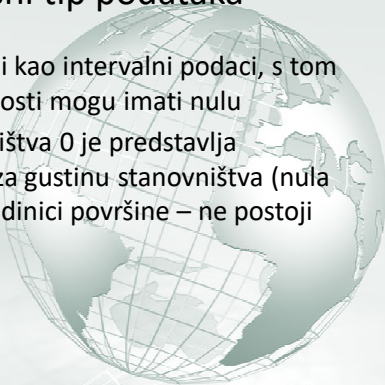 tip podataka
i kao intervalni podaci, s tom
osti mogu imati nulu
ištva 0 je predstavlja
za gustinu stanovništva (nula
dinici površine – ne postoji